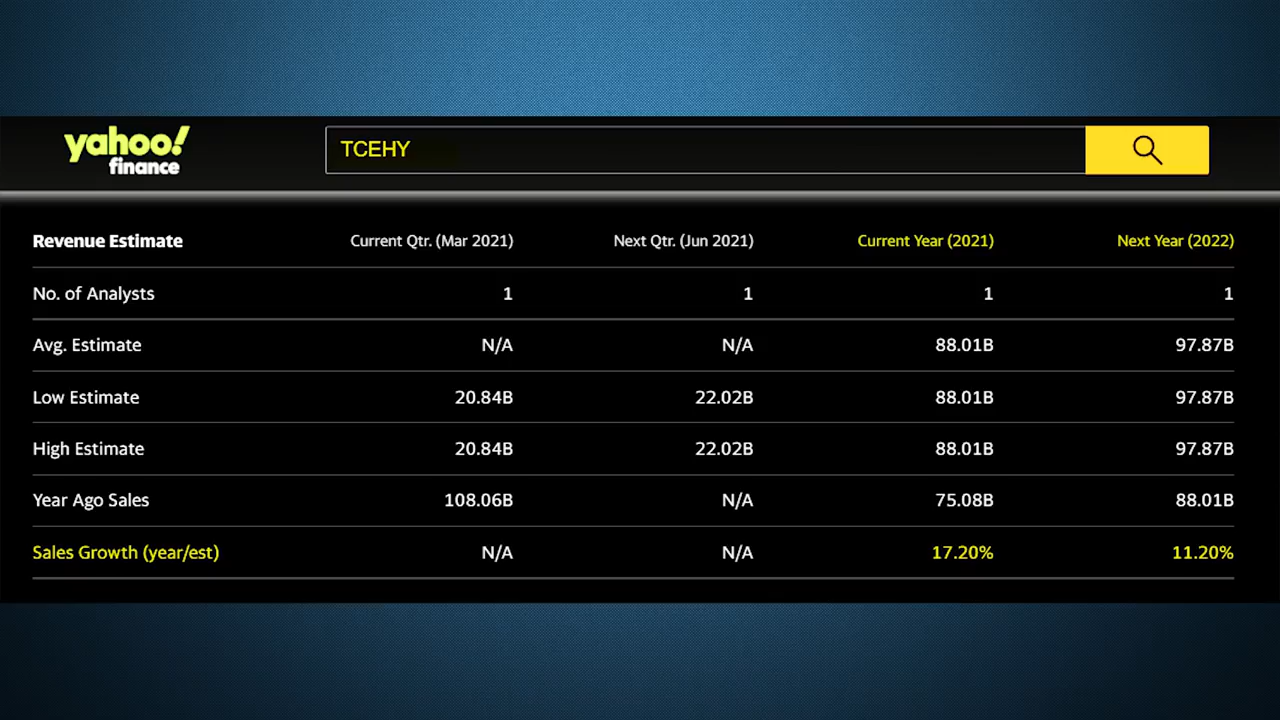 yahoo!
finance
TCEHY
Revenue Estimate Current Qtr. (Mar 2021) Next Qtr. (Jun 2021) Current Year (2021) Next Year (2022)
No. of Analysts 1 1 1 1
Avg. Estimate N/A N/A 88.01B 97.87B
Low Estimate 20.84B 22.02B 88.01B 97.87B
High Estimate 20.84B 22.02B 88.01B 97.87B
Year Ago Sales 108.06B N/A 75.08B 88.01B
Sales Growth (year/est) N/A N/A 17.20% 11.20%